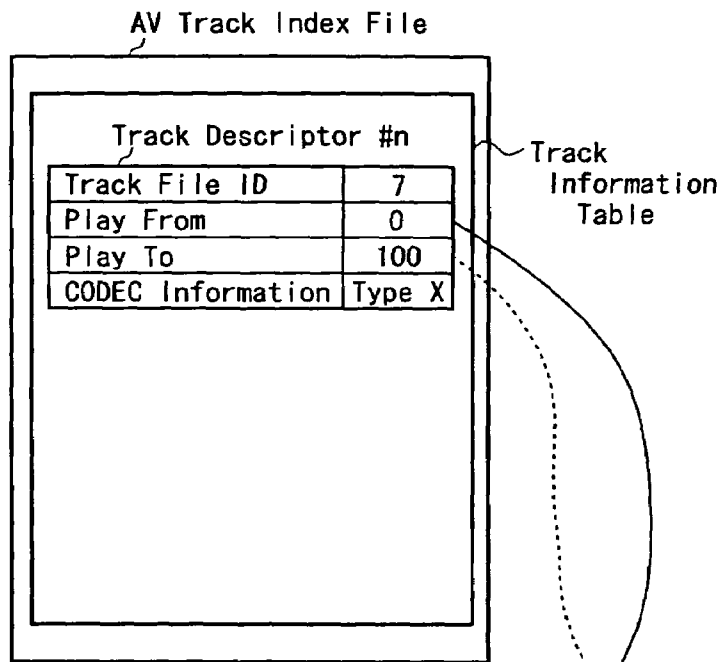 AV Track Index File
Track Descriptor #n
Track File ID 7
Play From 0
Play To 100
CODEC Information Type X
Track
Information
Table